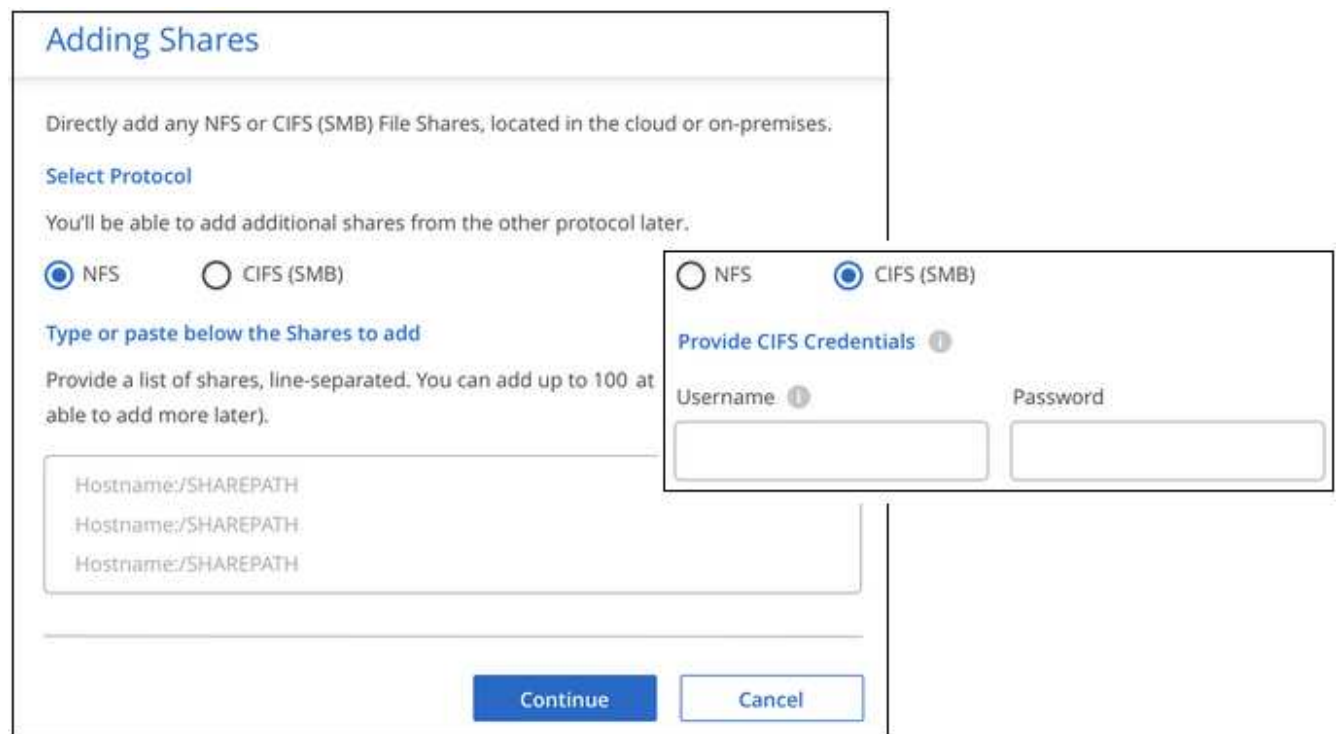 Adding Shares
Directly add any NFS or CIFS (SMB) File Shares, located in the cloud or on-premises.
Select Protocol
You'll be able to add additional shares from the other protocol later.
NFS CIFS (SMB)
Type or paste below the Shares to add
Provide a list of shares, line-separated. You can add up to 100 at
able to add more later).
Hostname:/SHAREPATH
Hostname:/SHAREPATH
Hostname:/SHAREPATH
Continue Cancel
NFS CIFS (SMB)
Provide CIFS Credentials
Username Password